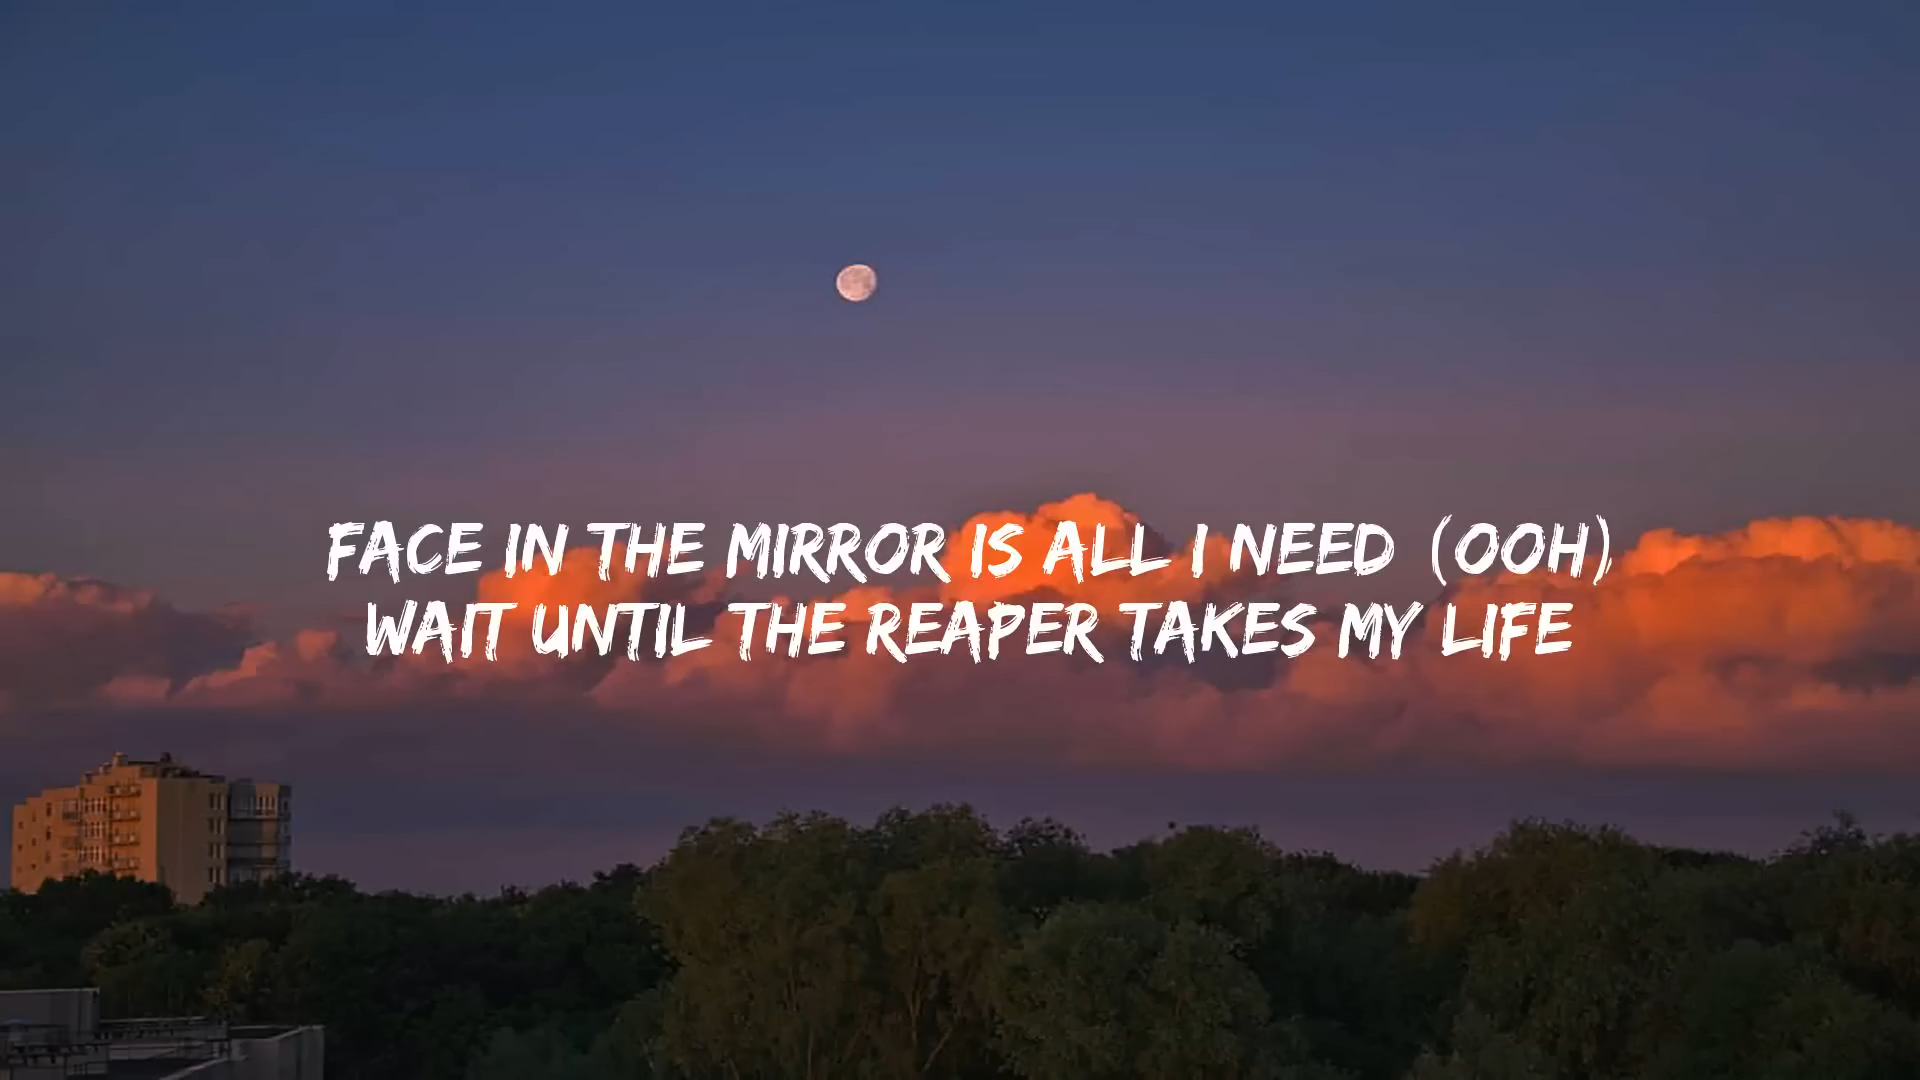 FACE IN THE MIRROR IS ALL I NEED (OOH)
WAIT UNTIL THE REAPER TAKES MY LIFE